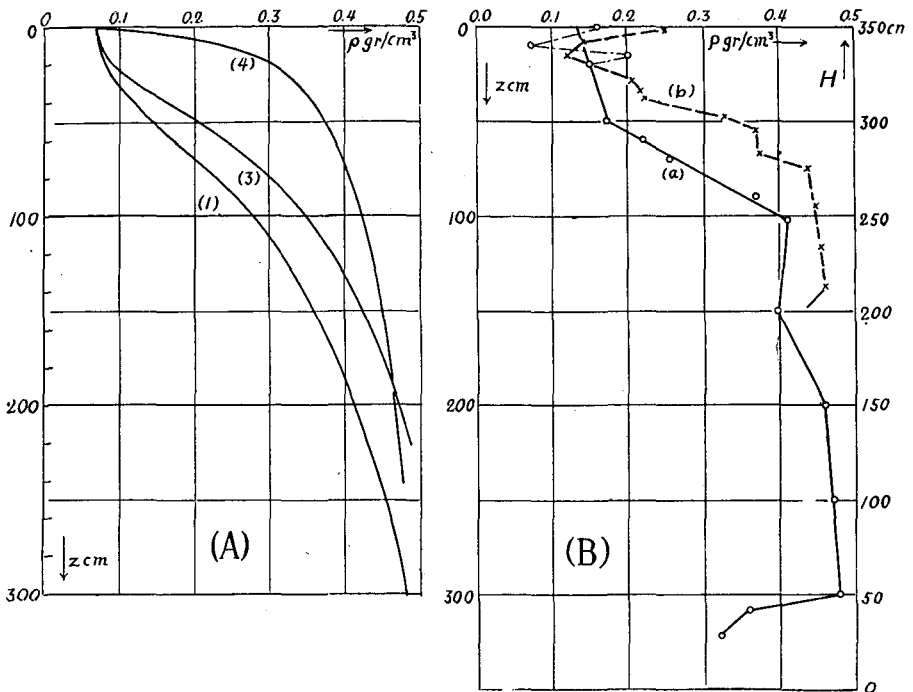 0 0.1 0.2 0.3 0.4 0.5
ρ gr/cm³
(4)
(3)
(1)
100
200
300
z cm
(A)
0.0 0.1 0.2 0.3 0.4 0.5
0 350cm
ρ gr/cm³
z cm
H
(b)
(a)
300
100 250
200
200 150
100
300 50
0
(B)